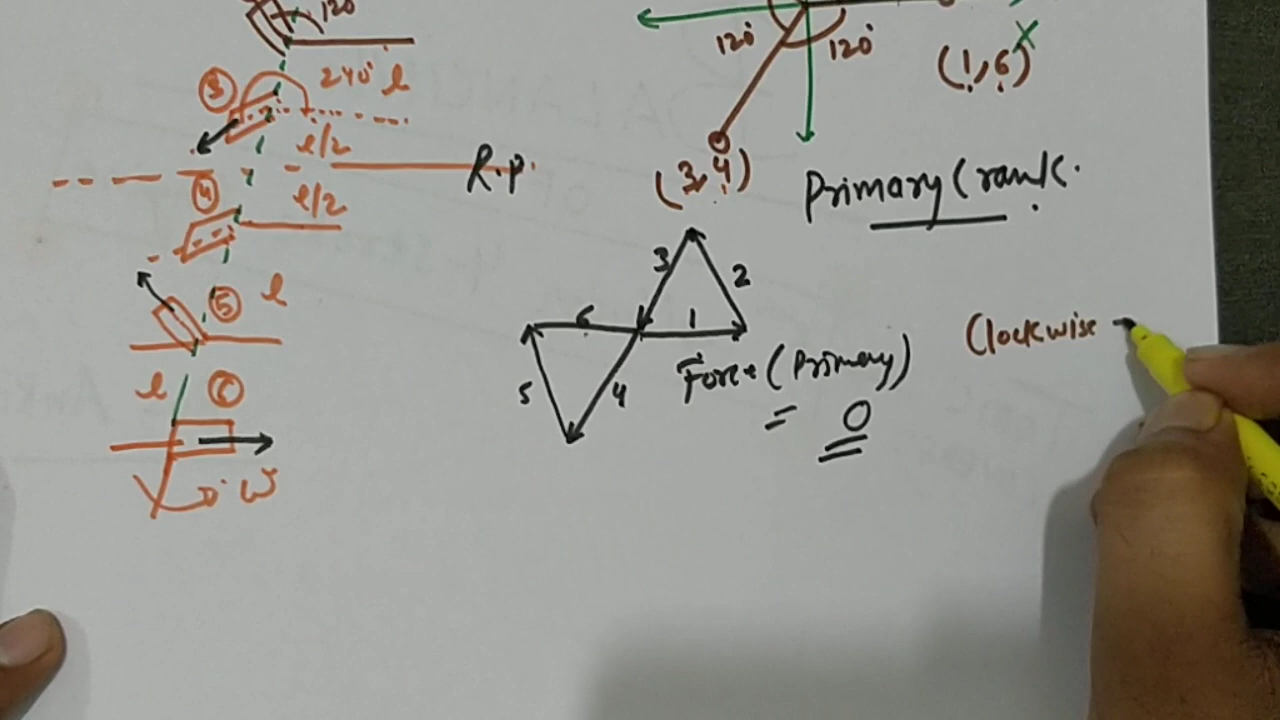 120
3
240° l
l/2
R.P.
4
l/2
5
l
l
6
W
120°
120°
X
(1, 6)
(3, 4)
Primary Crank.
3
2
6
1
5
4
Force (Primary)
= 0
Clockwise